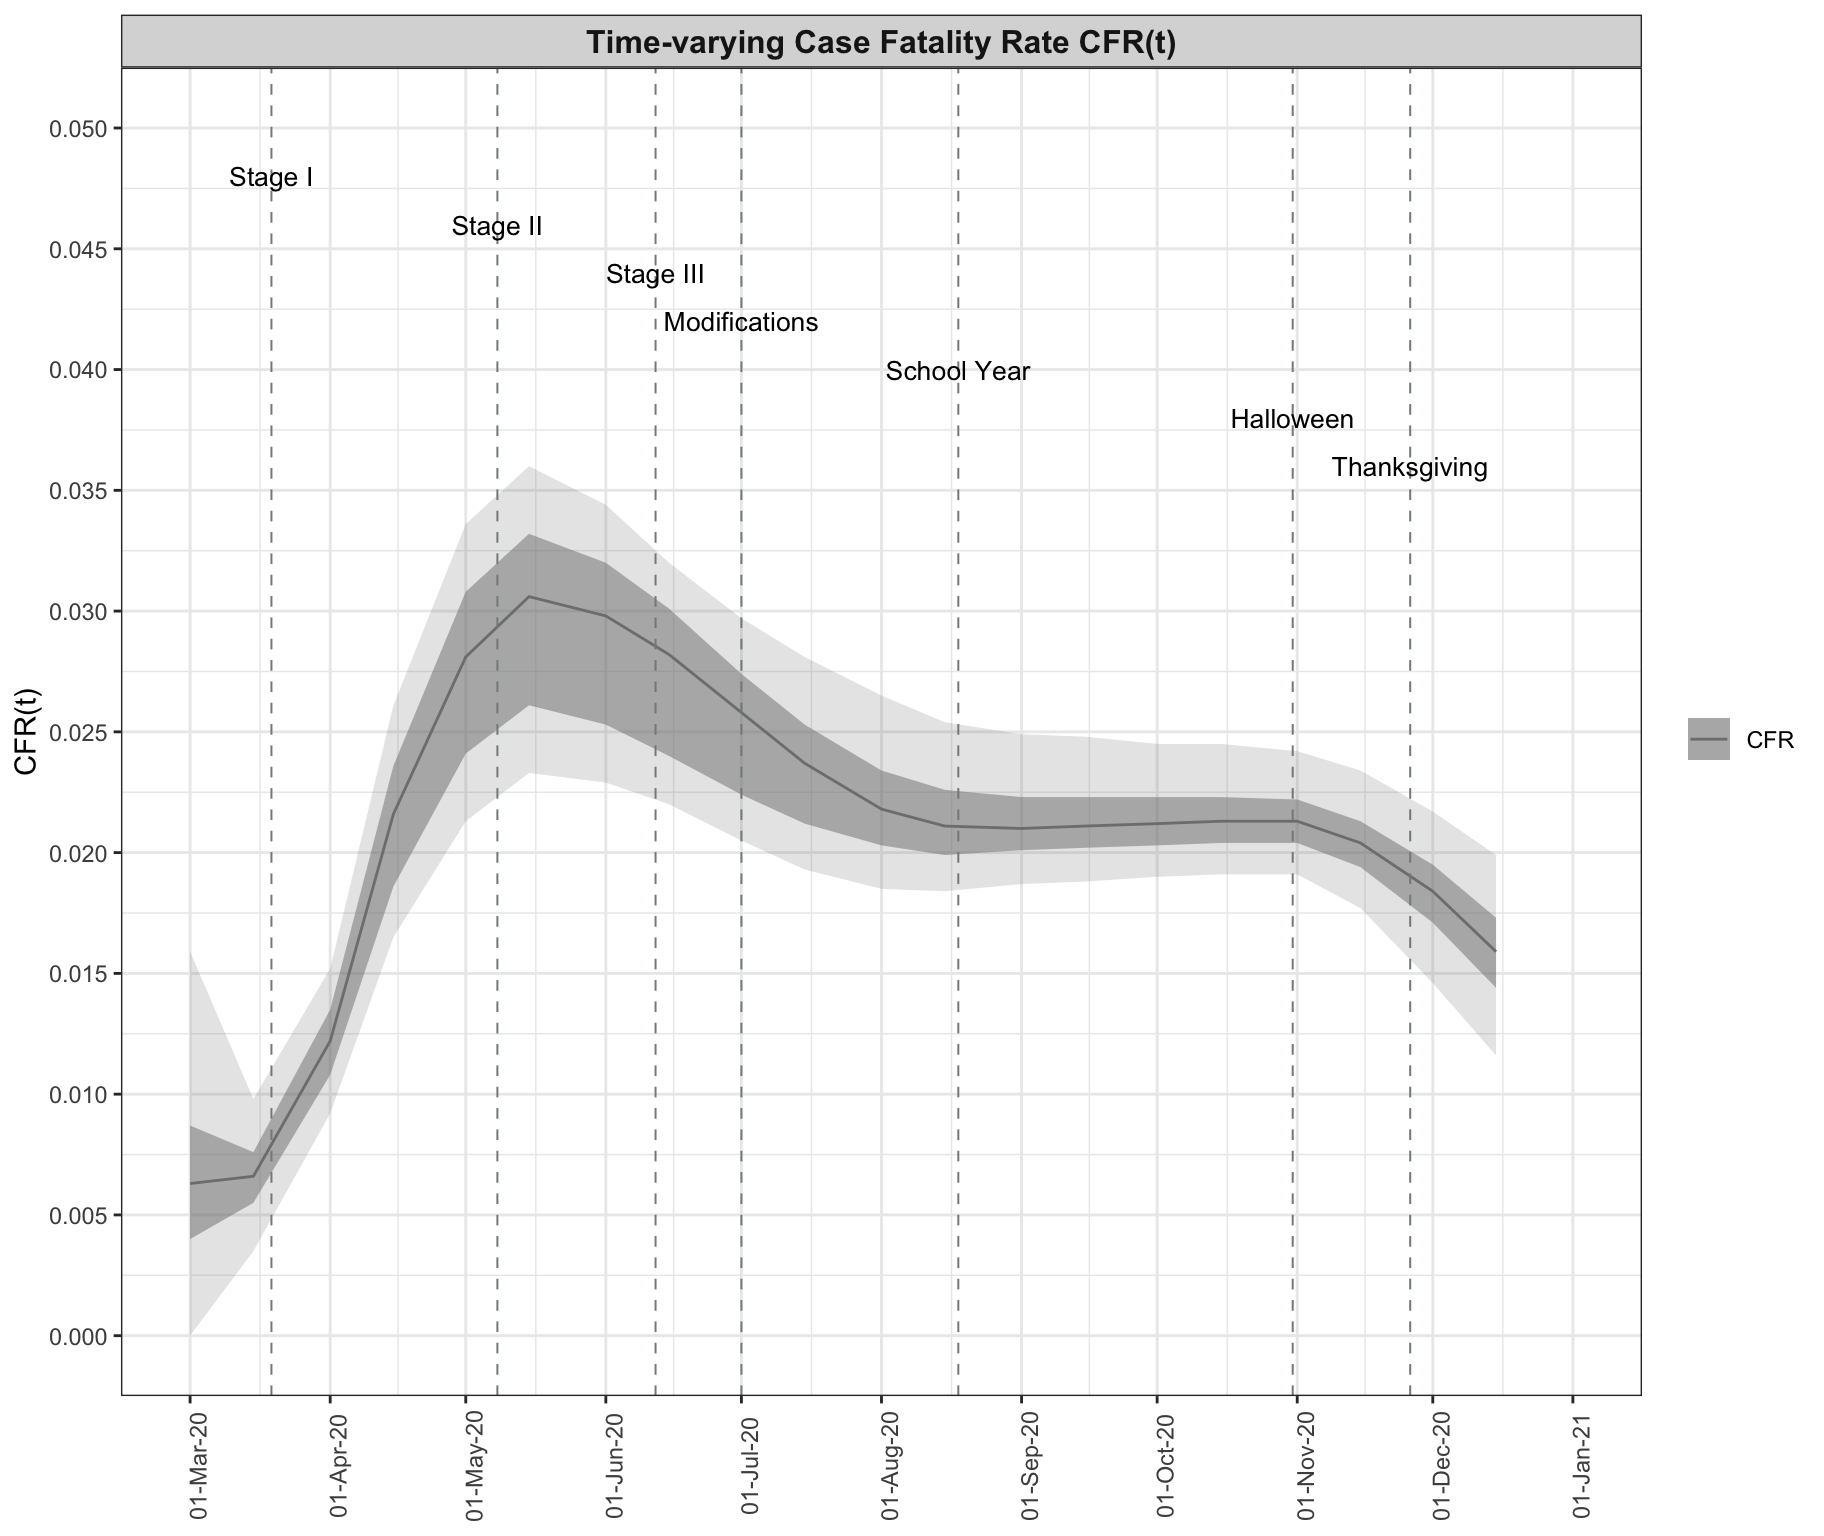 Time-varying Case Fatality Rate CFR(t)
0.050
Stage I
Stage II
0.045
Stage III
Modifications
0.040
School Year
Halloween
Thanksgiving
0.035
0.030
CFR(t)
0.025
CFR
0.020
0.015
0.010
0.005
0.000
01-Mar-20
01-Apr-20
01-May-20
01-Jun-20
01-Jul-20
01-Aug-20
01-Sep-20
01-Oct-20
01-Nov-20
01-Dec-20
01-Jan-21